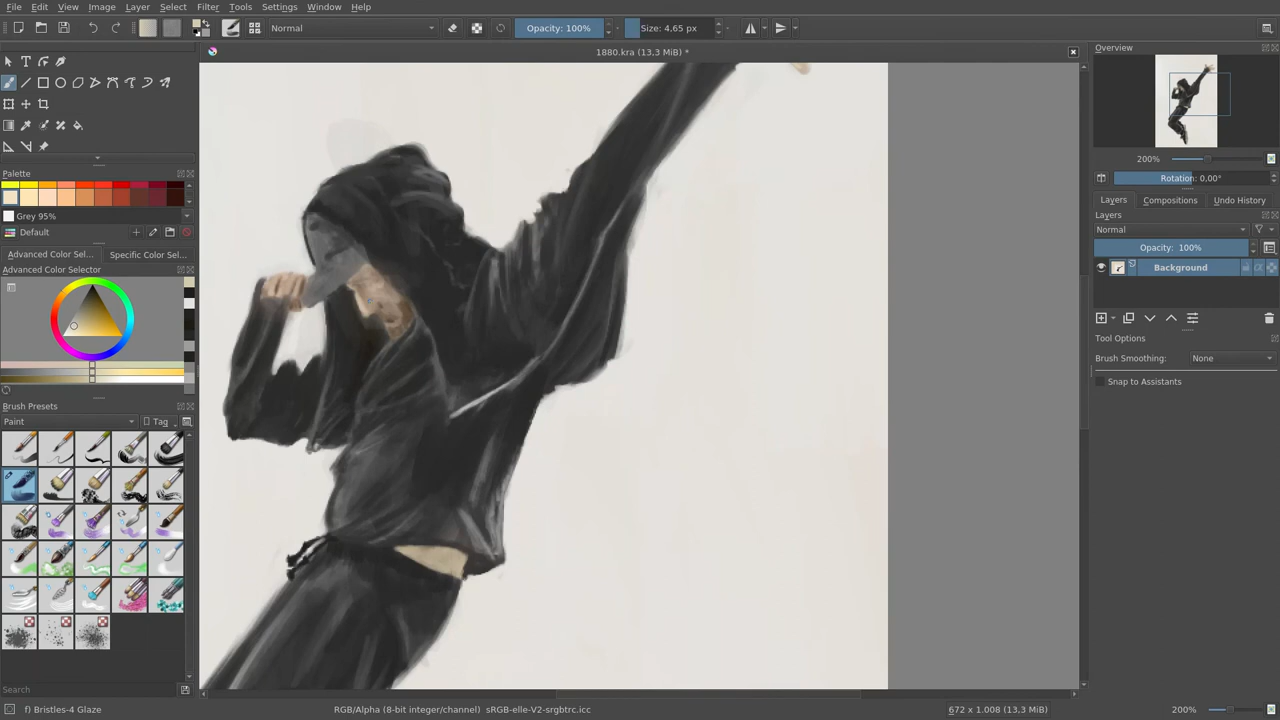 File Edit View Image Layer Select Filter Tools Settings Window Help
Normal Opacity: 100% Size: 4,65 px
1880.kra (13,3 MiB) *
Palette
Grey 95%
Default
Advanced Color Sel... Specific Color Sel...
Advanced Color Selector
Brush Presets
Paint Tag
Search
f) Bristles-4 Glaze RGB/Alpha (8-bit integer/channel) sRGB-elle-V2-srgbtrc.icc 672 x 1.008 (13,3 MiB) 200%
Overview
200%
Rotation: 0,00°
Layers Compositions Undo History
Layers
Normal
Opacity: 100%
Background
Tool Options
Brush Smoothing: None
Snap to Assistants